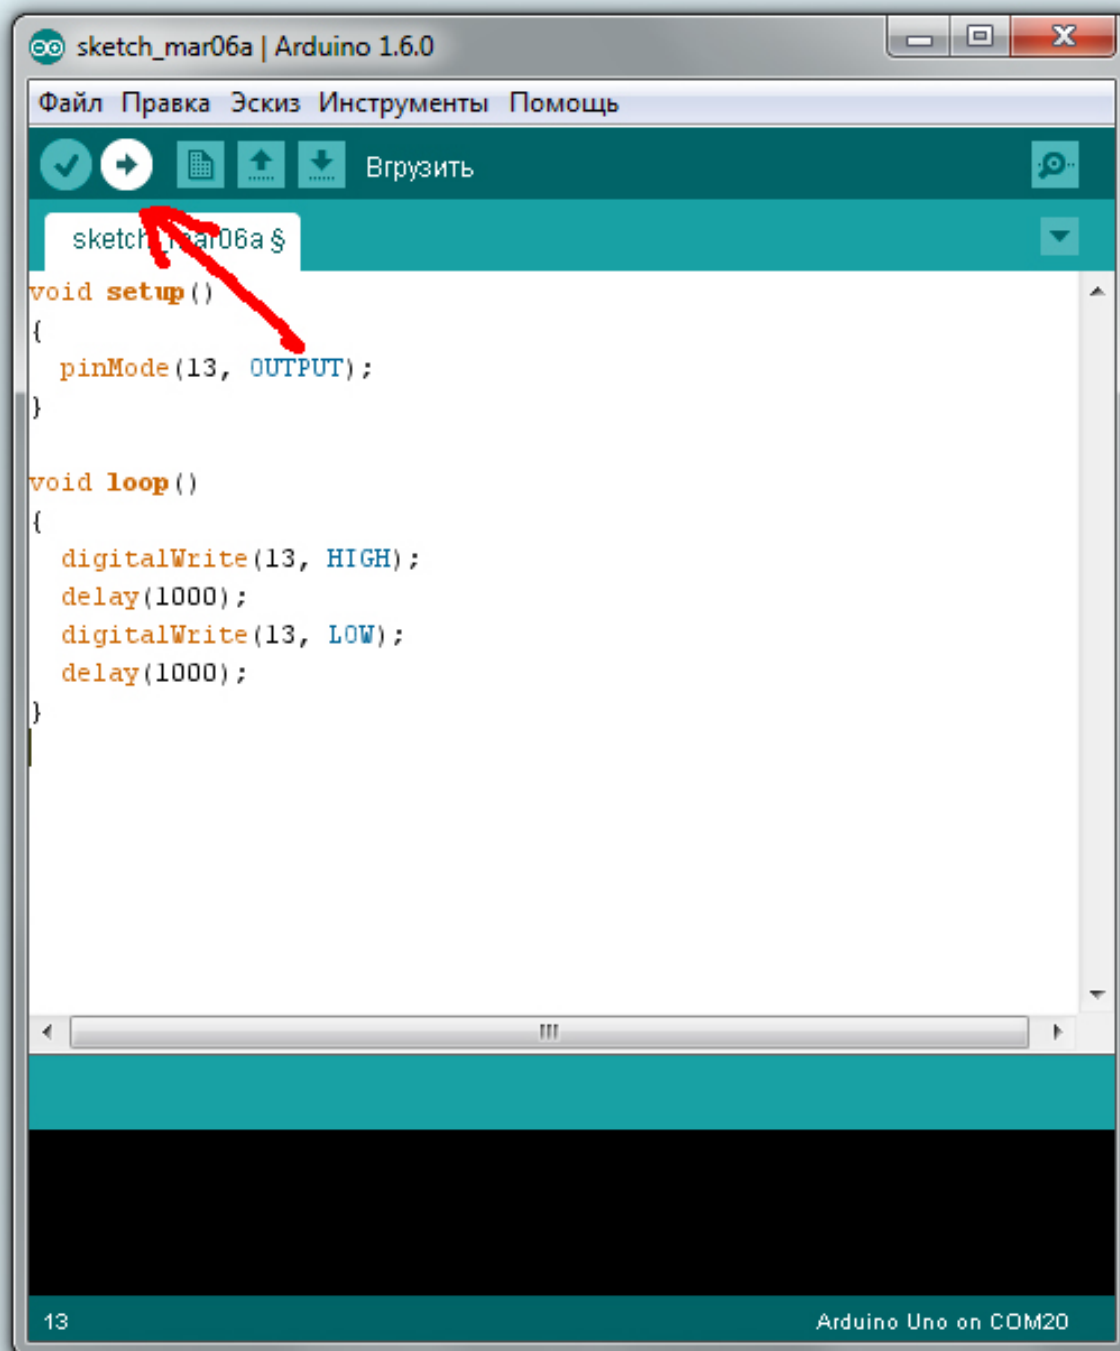 sketch_mar06a | Arduino 1.6.0
Файл Правка Эскиз Инструменты Помощь
Вгрузить
sketch_mar06a §
void setup()
{
  pinMode(13, OUTPUT);
}
void loop()
{
  digitalWrite(13, HIGH);
  delay(1000);
  digitalWrite(13, LOW);
  delay(1000);
}
13 Arduino Uno on COM20